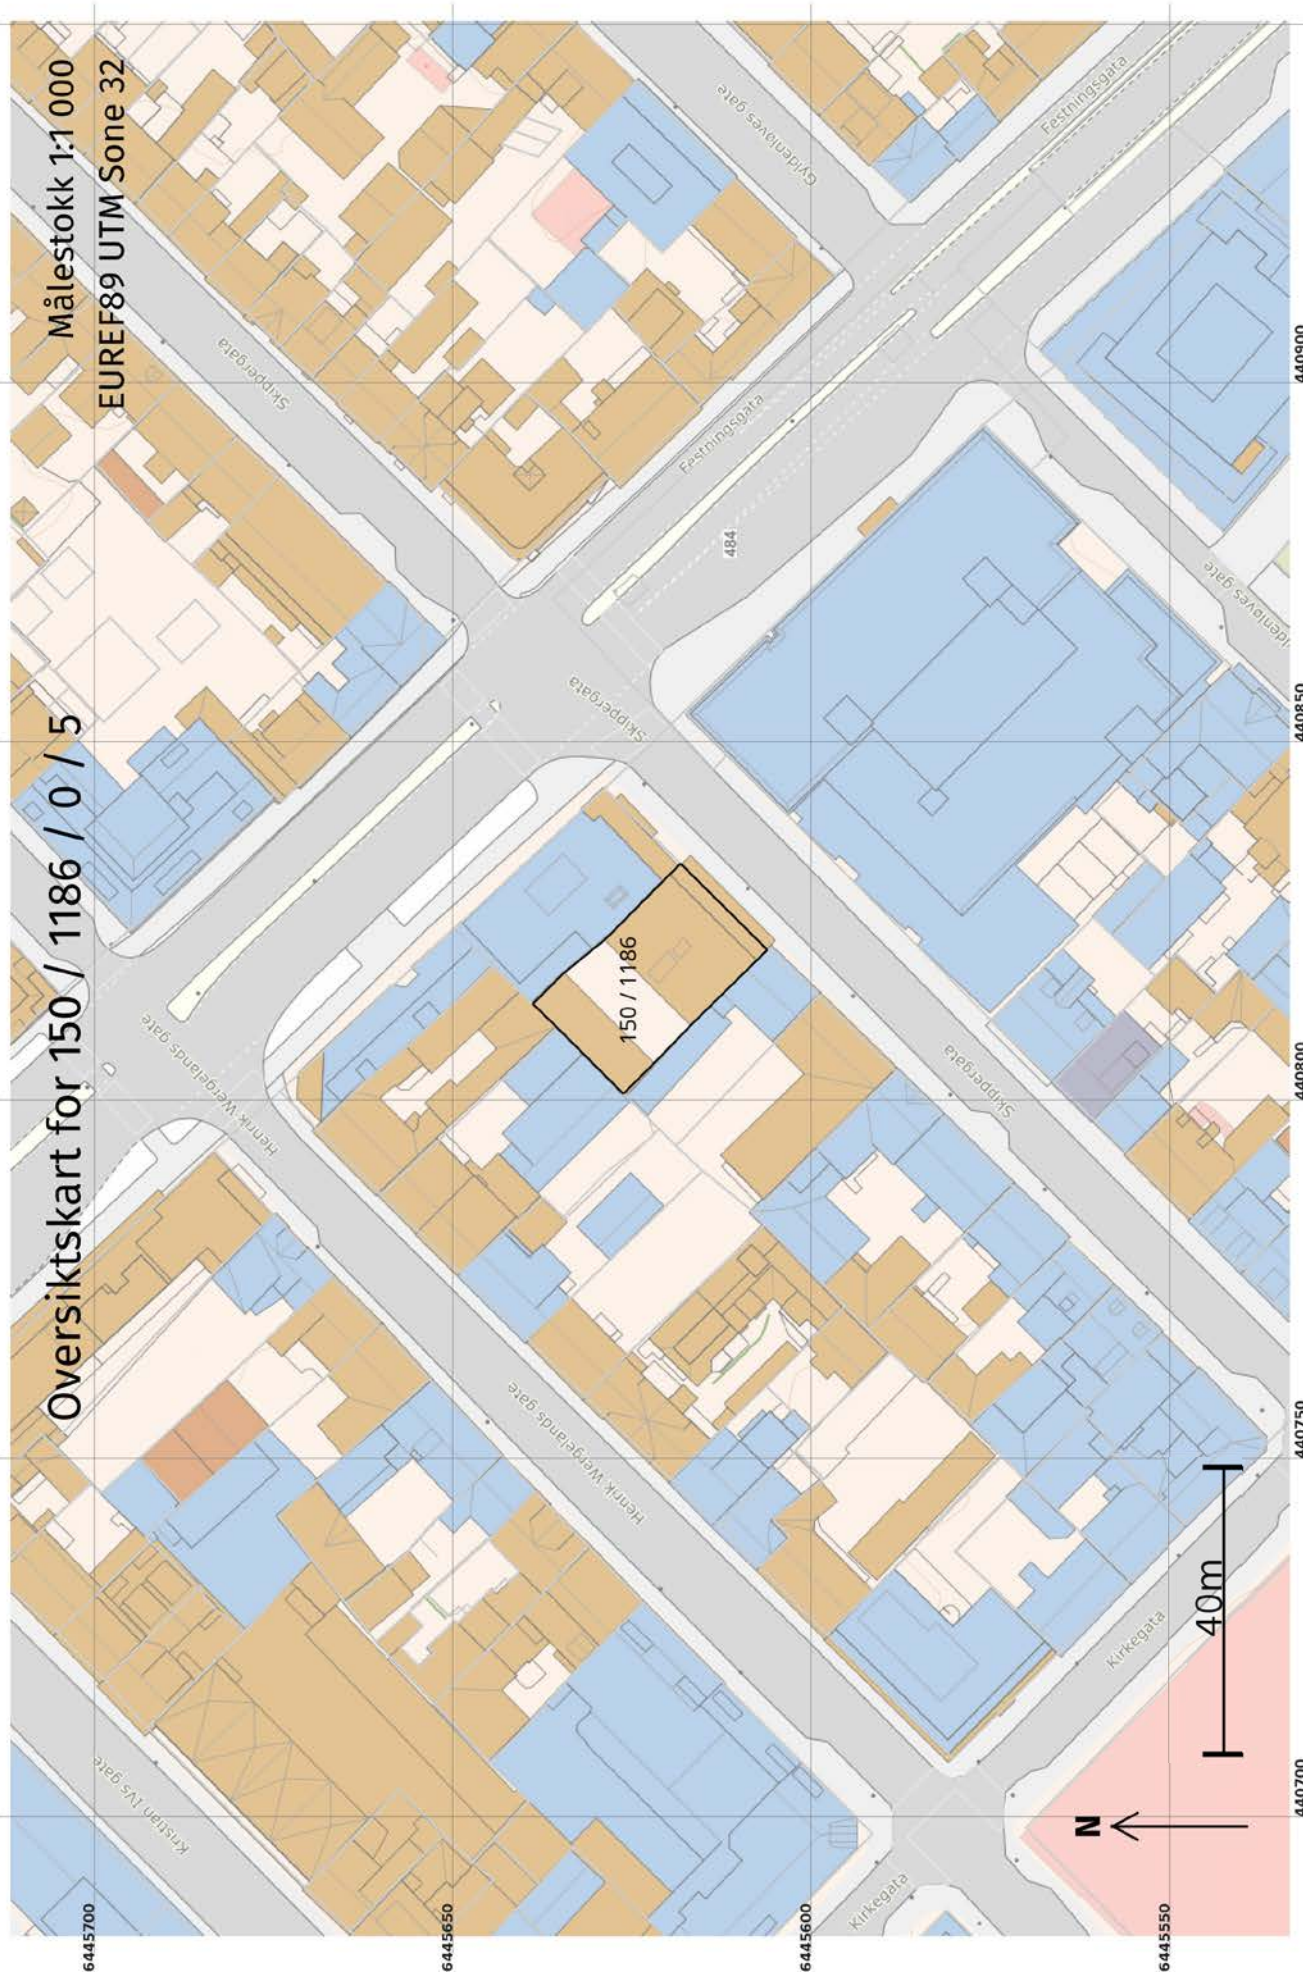 Oversiktskart for 150 / 1186 / 0 / 5
Målestokk 1:1 000
EUREF89 UTM Sone 32
6445700
6445650
6445600
6445550
440700
440750
440800
440850
440900
Kristian IVs gate
Henrik Wergelands gate
Henrik Wergelands gate
Skippergata
Skippergata
Skippergata
Festningsgata
Festningsgata
Gyldenløves gate
ldenløves gate
484
150 / 1186
Kirkegata
Kirkegata
N
40m